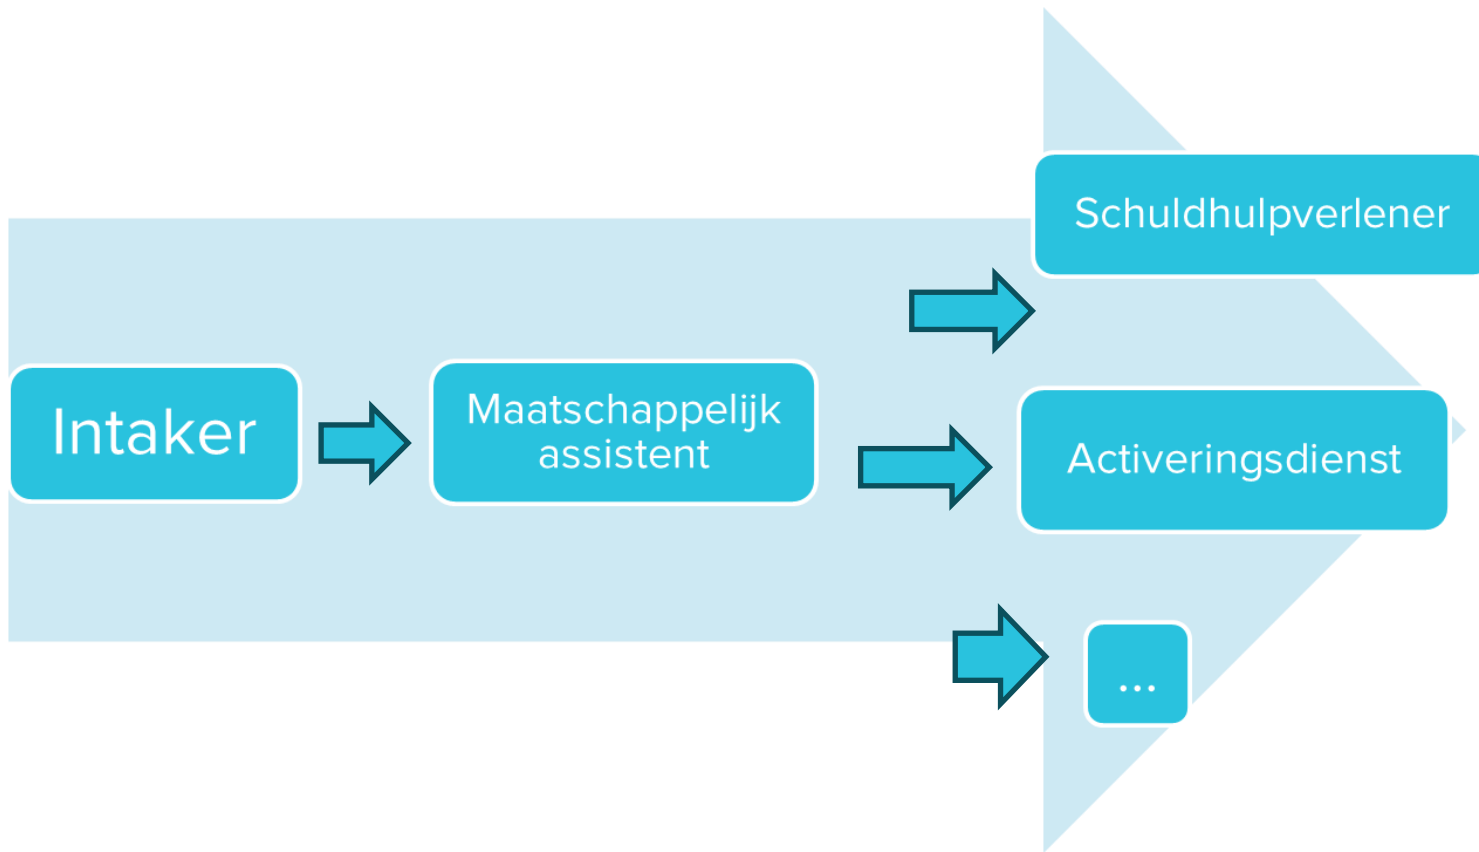 Intaker
Maatschappelijk
assistent
Schuldhulpverlener
Activeringsdienst
...